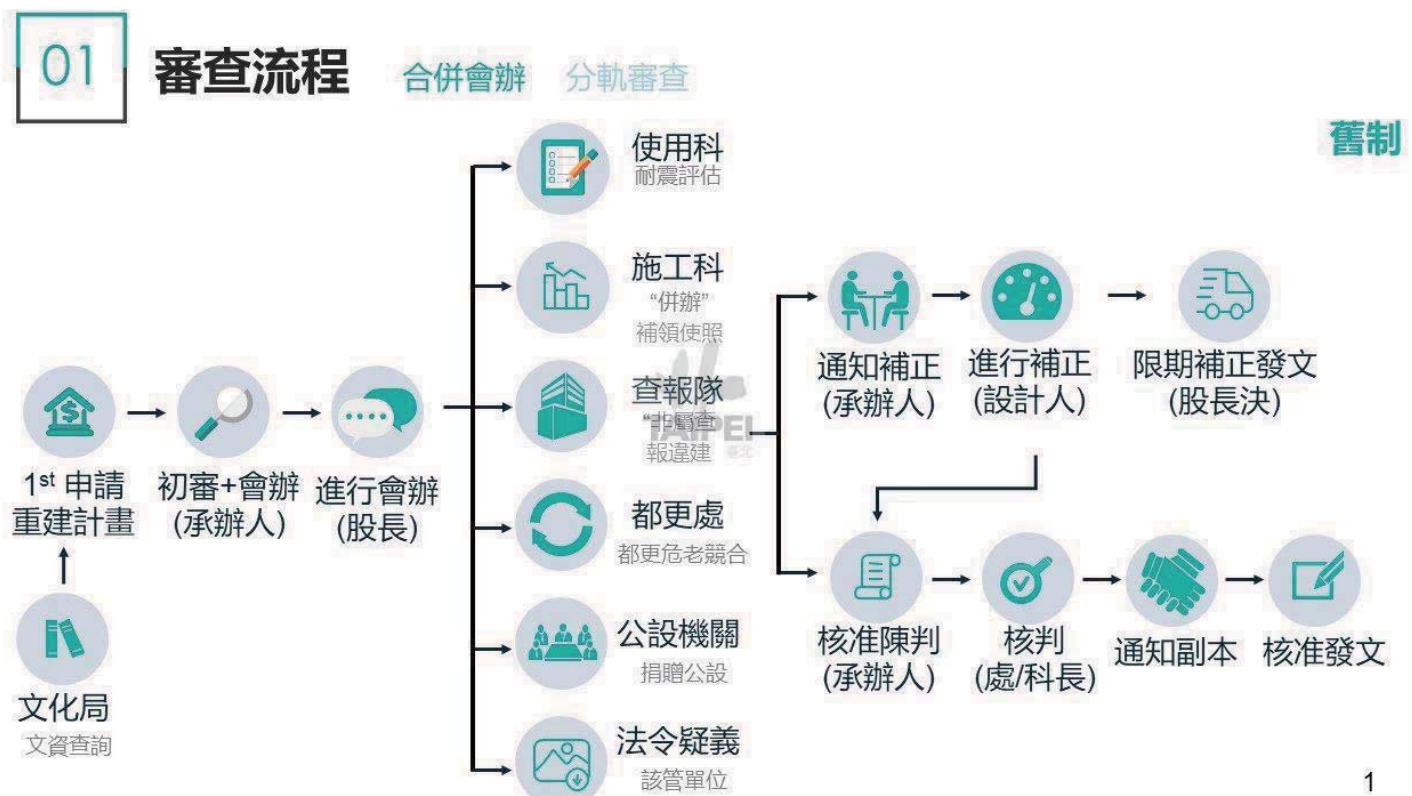 01
審查流程 合併會辦 分軌審查
舊制
1st 申請
重建計畫
文化局
文資查詢
初審+會辦
(承辦人)
進行會辦
(股長)
使用科
耐震評估
施工科
“併辦”
補領使照
查報隊
“非屬查
報違建
都更處
都更危老競合
公設機關
捐贈公設
法令疑義
該管單位
通知補正
(承辦人)
進行補正
(設計人)
限期補正發文
(股長決)
核准陳判
(承辦人)
核判
(處/科長)
通知副本
核准發文
TAIPEI
臺北
1